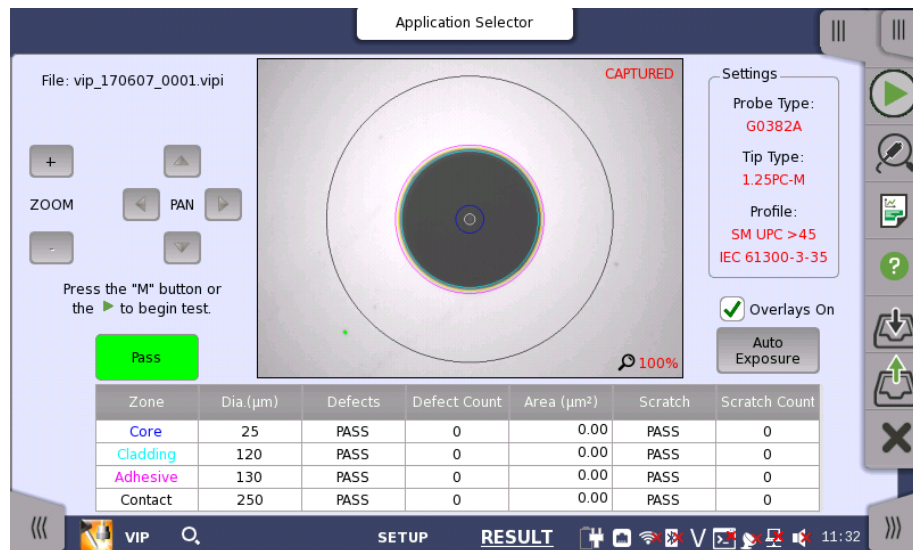 Application Selector
File: vip_170607_0001.vipi
CAPTURED
Settings
Probe Type:
G0382A
Tip Type:
1.25PC-M
Profile:
SM UPC >45
IEC 61300-3-35
+
ZOOM
PAN
-
Press the "M" button or
the ▶ to begin test.
Overlays On
Pass
100%
Auto
Exposure
Zone Dia.(µm) Defects Defect Count Area (µm²) Scratch Scratch Count
Core 25 PASS 0 0.00 PASS 0
Cladding 120 PASS 0 0.00 PASS 0
Adhesive 130 PASS 0 0.00 PASS 0
Contact 250 PASS 0 0.00 PASS 0
VIP SETUP RESULT V 11:32